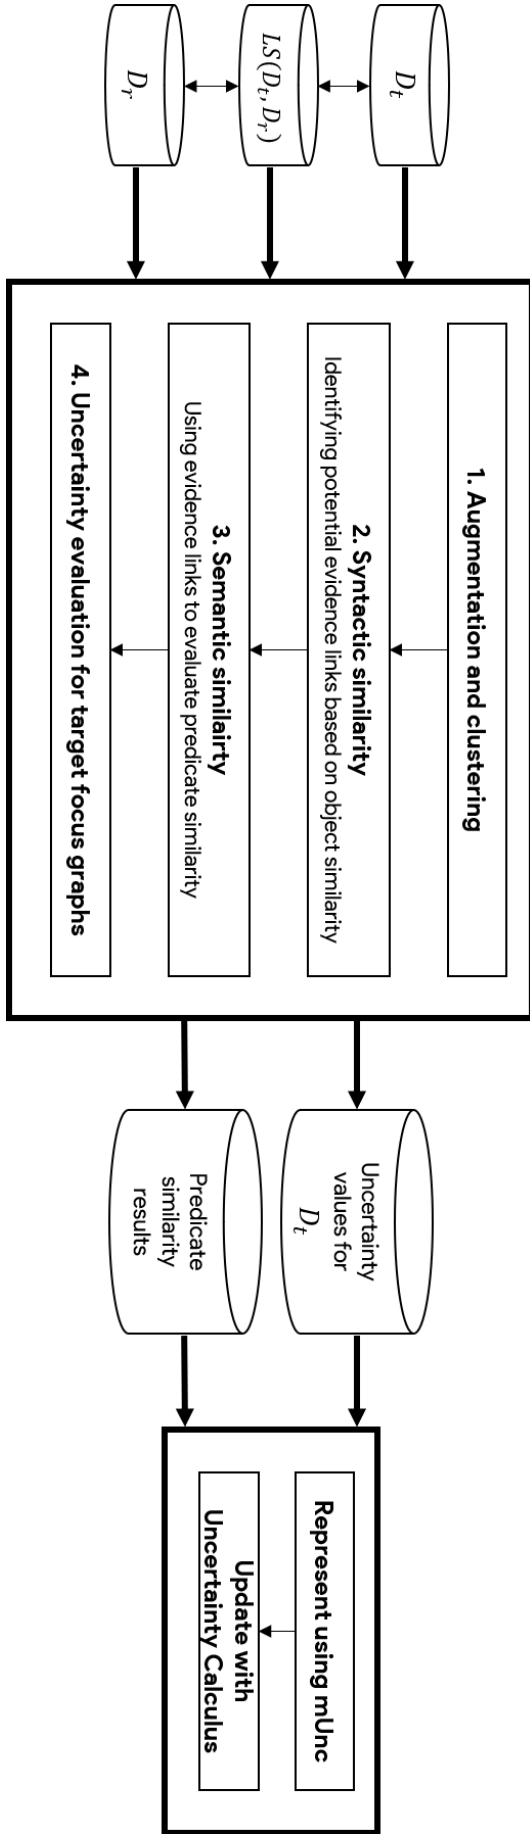 D_t
LS(D_t, D_r)
D_r
1. Augmentation and clustering
2. Syntactic similarity
Identifying potential evidence links based on object similarity
3. Semantic similairty
Using evidence links to evaluate predicate similarity
4. Uncertainty evaluation for target focus graphs
Uncertainty
values for
D_t
Predicate
similarity
results
Represent using mUnc
Update with
Uncertainty Calculus